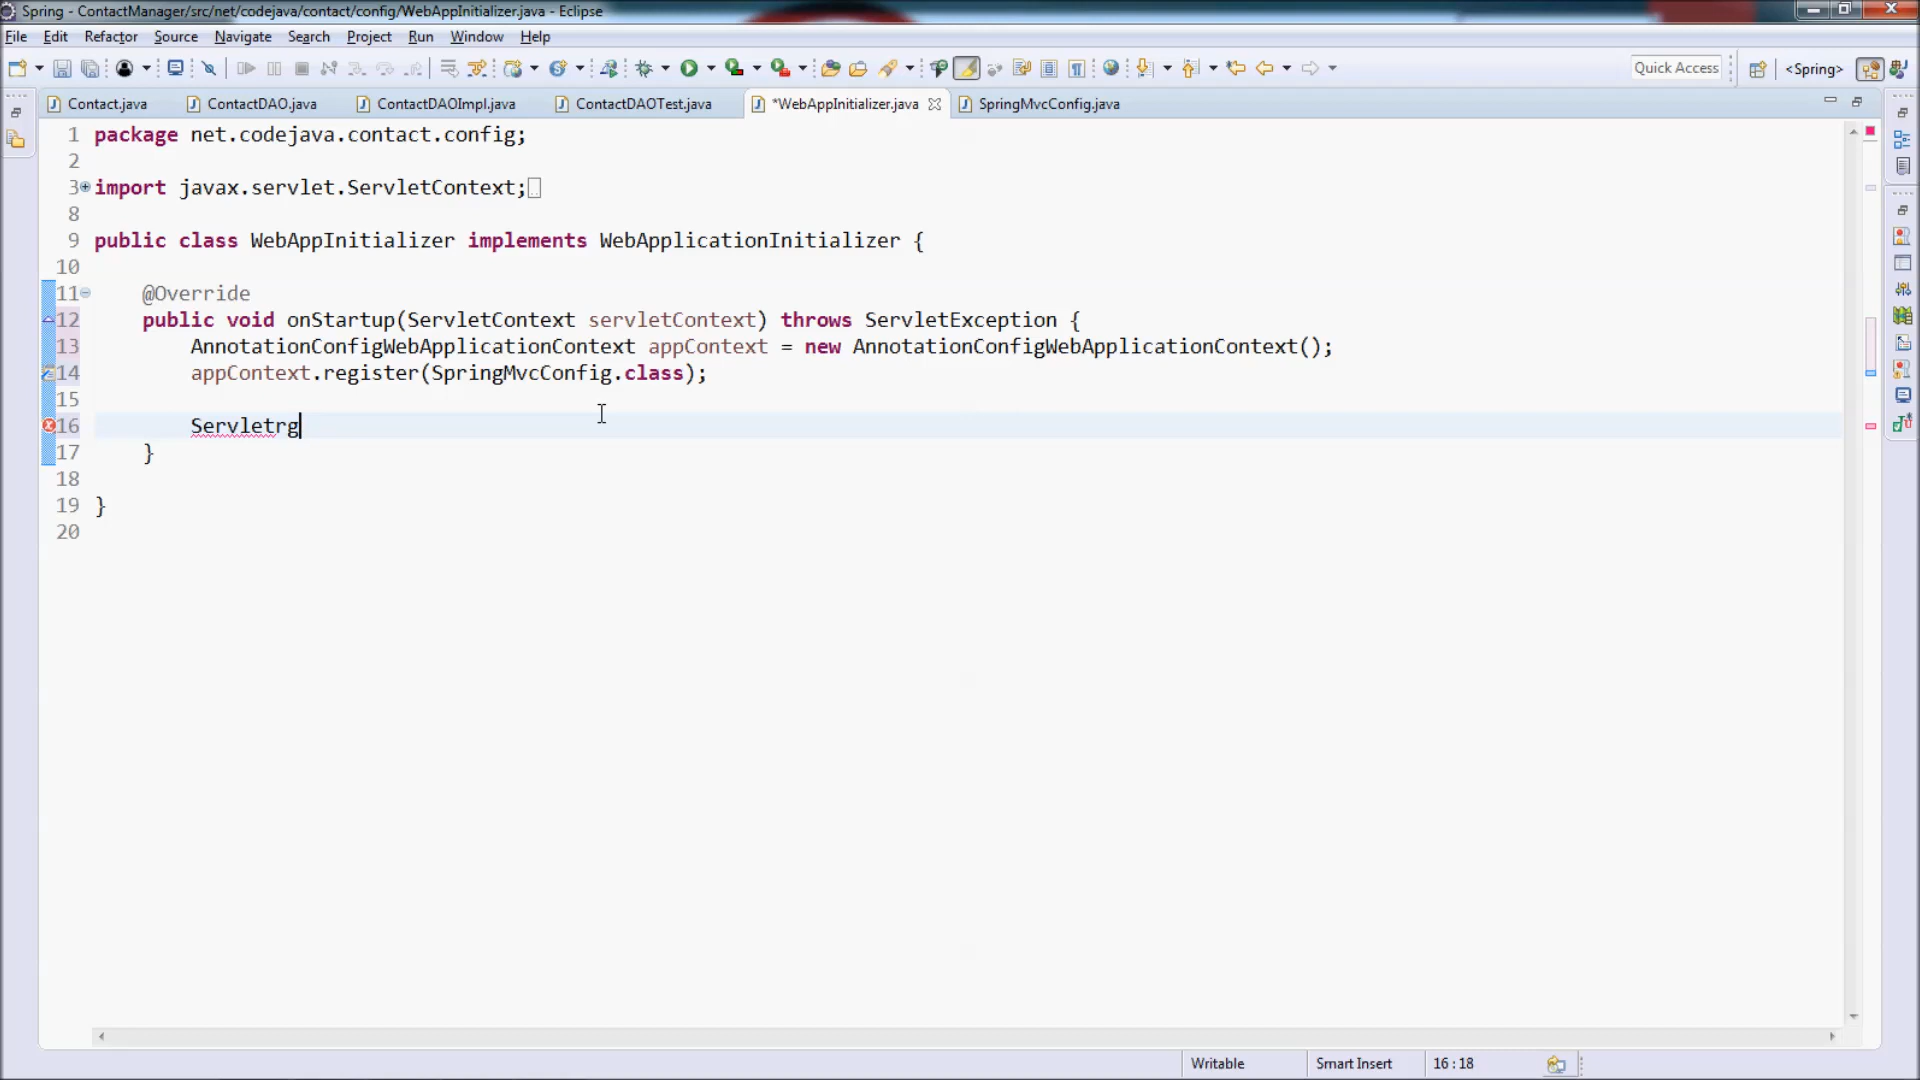 Spring - ContactManager/src/net/codejava/contact/config/WebAppInitializer.java - Eclipse
File Edit Refactor Source Navigate Search Project Run Window Help
Quick Access <Spring>
Contact.java ContactDAO.java ContactDAOImpl.java ContactDAOTest.java *WebAppInitializer.java SpringMvcConfig.java
1 package net.codejava.contact.config;
2
3 import javax.servlet.ServletContext;
8
9 public class WebAppInitializer implements WebApplicationInitializer {
10
11 @Override
12 public void onStartup(ServletContext servletContext) throws ServletException {
13 AnnotationConfigWebApplicationContext appContext = new AnnotationConfigWebApplicationContext();
14 appContext.register(SpringMvcConfig.class);
15
16 Servletrg
17 }
18
19 }
20
Writable Smart Insert 16 : 18